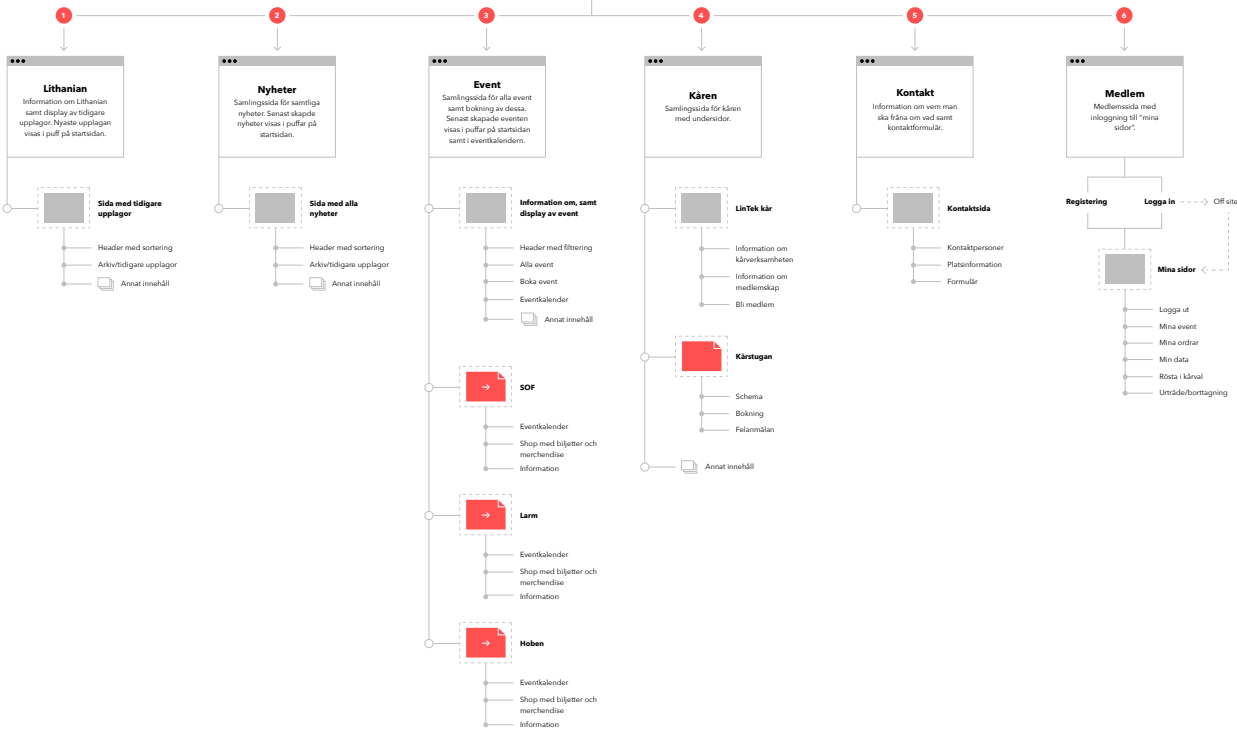 1
2
3
4
5
6
Lithanian
Information om Lithanian
samt display av tidigare
upplagor. Nyaste upplagan
visas i puff på startsidan.
Sida med tidigare
upplagor
Header med sortering
Arkiv/tidigare upplagor
Annat innehåll
Nyheter
Samlingssida för samtliga
nyheter. Senast skapde
nyheter visas i puffar på
startsidan.
Sida med alla
nyheter
Header med sortering
Arkiv/tidigare upplagor
Annat innehåll
Event
Samlingssida för alla event
samt bokning av dessa.
Senast skapade eventen
visas i puffar på startsidan
samt i eventkalendern.
Information om, samt
display av event
Header med filtrering
Alla event
Boka event
Eventkalender
Annat innehåll
SOF
Eventkalender
Shop med biljetter och
merchendise
Information
Larm
Eventkalender
Shop med biljetter och
merchendise
Information
Hoben
Eventkalender
Shop med biljetter och
merchendise
Information
Kåren
Samlingssida för kåren
med undersidor.
LinTek kår
Information om
kårverksamheten
Information om
medlemskap
Bli medlem
Kårstugan
Schema
Bokning
Felanmälan
Annat innehåll
Kontakt
Information om vem man
ska fråna om vad samt
kontaktformulär.
Kontaktsida
Kontaktpersoner
Platsinformation
Formulär
Medlem
Medlemssida med
inloggning till "mina
sidor".
Registering
Logga in
Off site
Mina sidor
Logga ut
Mina event
Mina ordrar
Min data
Rösta i kårval
Urträde/borttagning